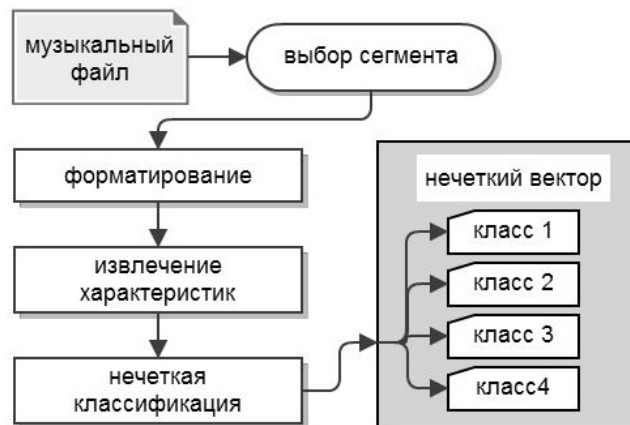 музыкальный
файл
выбор сегмента
форматирование
извлечение
характеристик
нечеткая
классификация
нечеткий вектор
класс 1
класс 2
класс 3
класс4